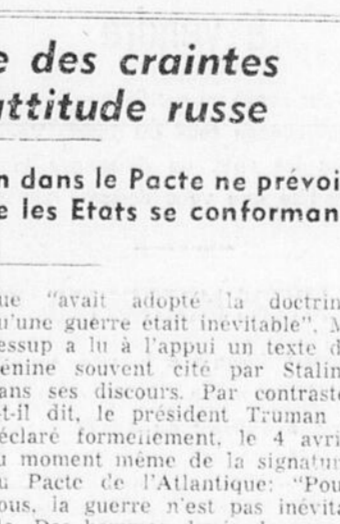 e des craintes
attitude russe
n dans le Pacte ne prévoi
e les Etats se conforman
ue "avait adopté la doctrin
u'une guerre était inévitable". M
essup a lu à l'appui un texte d
énine souvent cité par Stalin
ans ses discours. Par contraste
-t-il dit, le président Truman
éclaré formellement, le 4 avri
u moment même de la signatur
u Pacte de l'Atlantique: "Pou
ous, la guerre n'est pas inévita